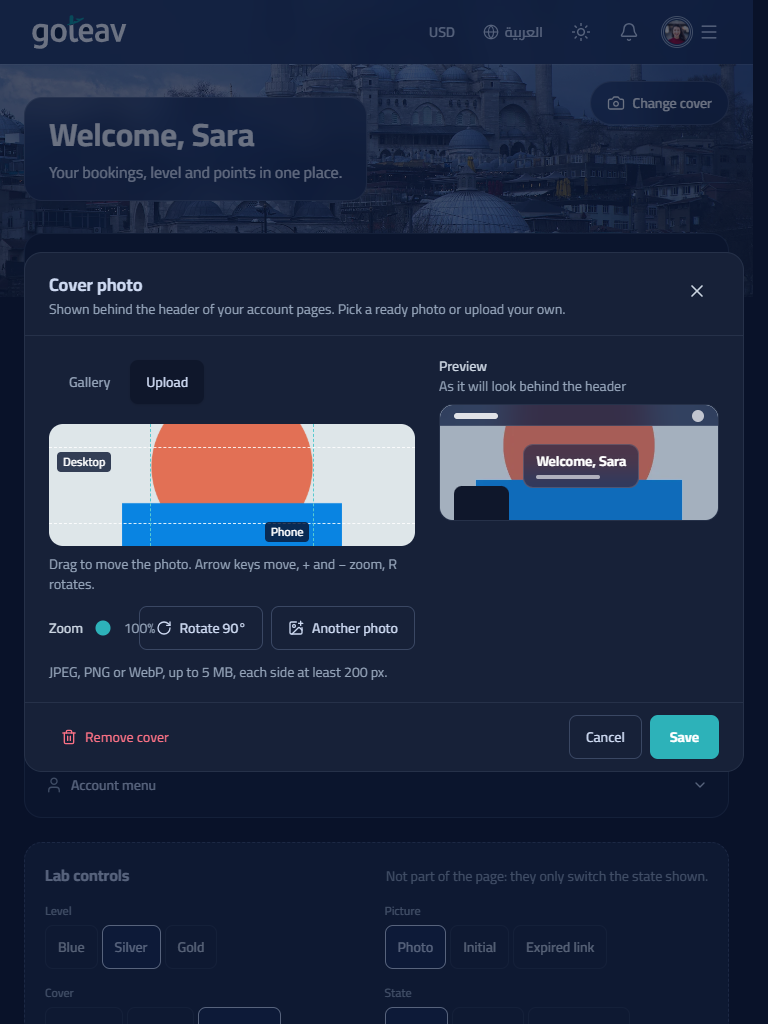 goleav
USD
العربية
Change cover
Welcome, Sara
Your bookings, level and points in one place.
Cover photo
Shown behind the header of your account pages. Pick a ready photo or upload your own.
Gallery
Upload
Desktop
Phone
Drag to move the photo. Arrow keys move, + and − zoom, R
rotates.
Zoom
100%
Rotate 90°
Another photo
JPEG, PNG or WebP, up to 5 MB, each side at least 200 px.
Preview
As it will look behind the header
Welcome, Sara
Remove cover
Cancel
Save
Account menu
Lab controls
Not part of the page: they only switch the state shown.
Level
Blue
Silver
Gold
Picture
Photo
Initial
Expired link
Cover
State